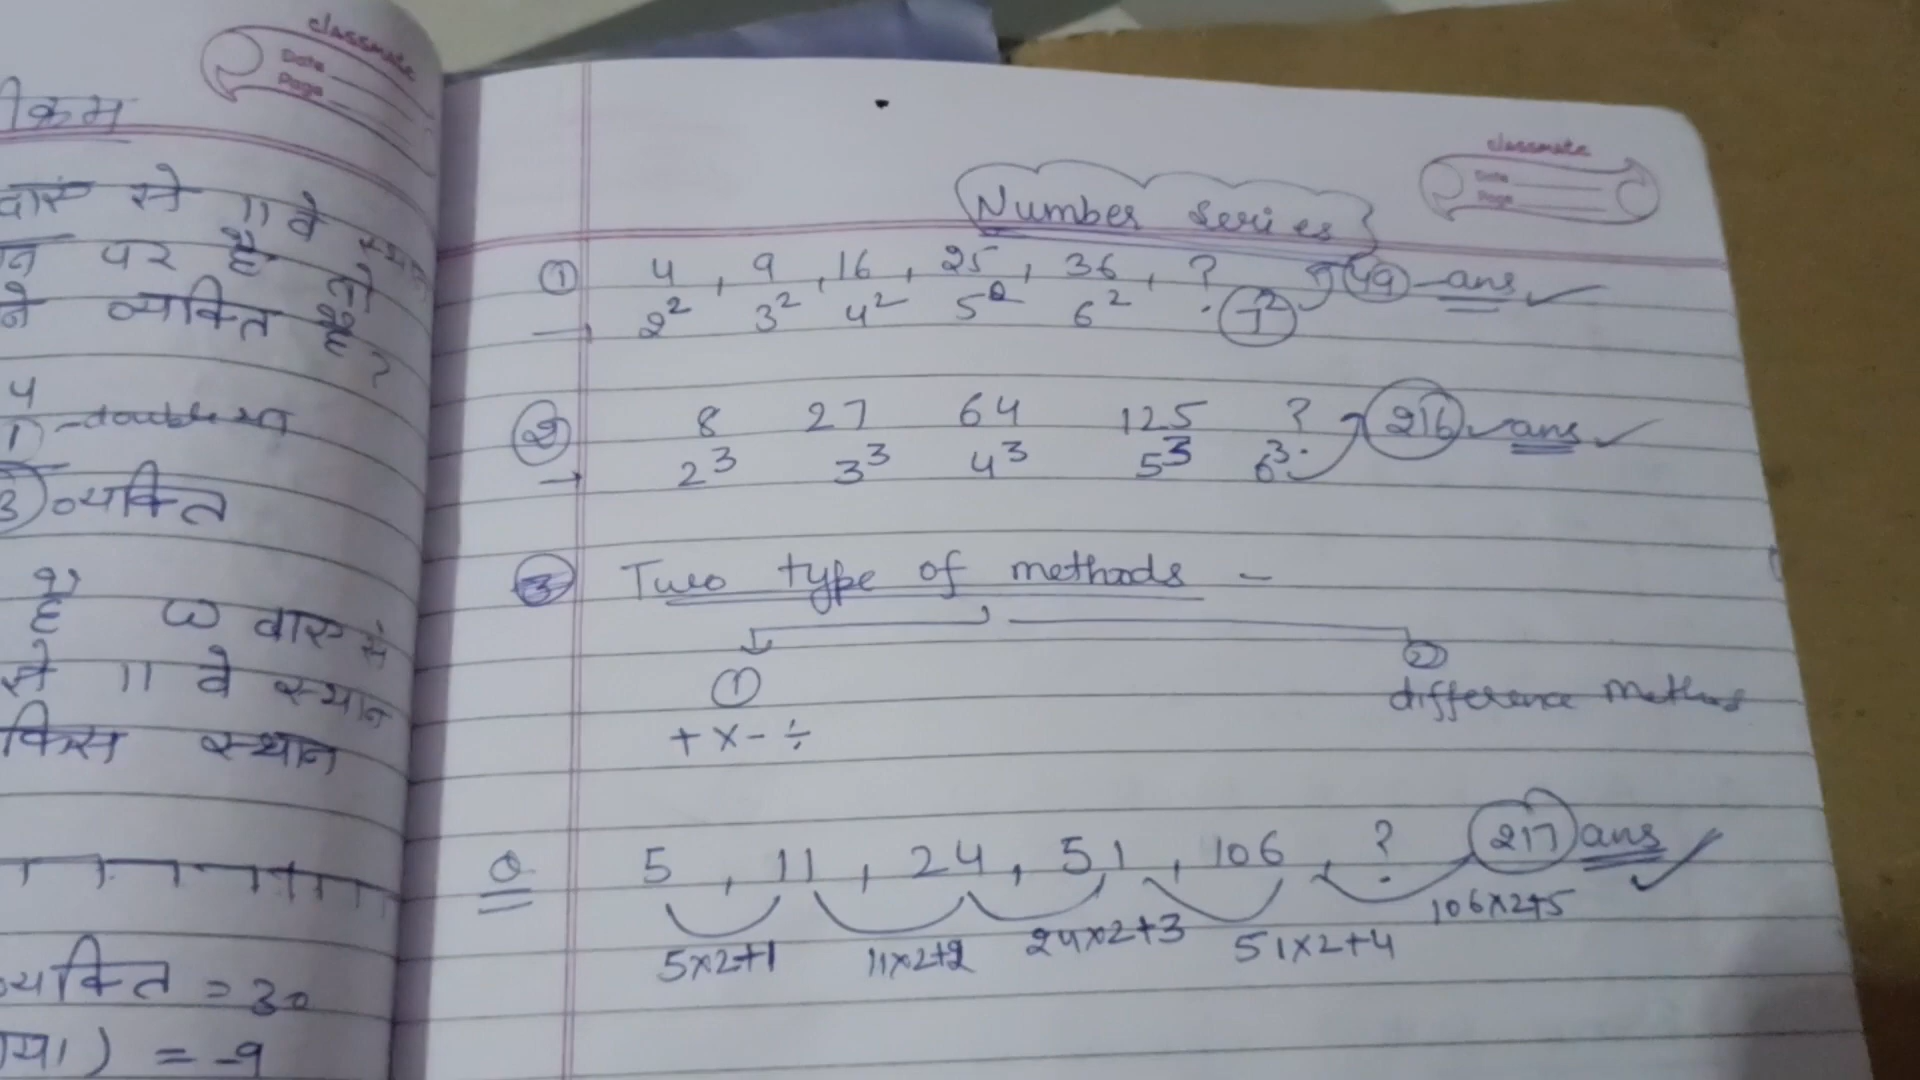 classmate
Date
Page
वारु से 11 वे स्थान
पर है तो
व्यक्ति है?
4
1 - double
3 व्यक्ति
है W वारु से
से 11 वे स्थान
किस स्थान
व्यक्ति = 30
= -9
classmate
Date
Page
Number series
① 4 , 9 , 16 , 25 , 36 , ? 49 - ans ✓
→ 2² 3² 4² 5² 6² 7²
② 8 27 64 125 ? 216 ans ✓
→ 2³ 3³ 4³ 5³ 6³
③ Two type of methods -
① ②
+ × - ÷ difference Method
Q. 5 , 11 , 24 , 51 , 106 , ? 217 ans ✓
5×2+1 11×2+2 24×2+3 51×2+4 106×2+5